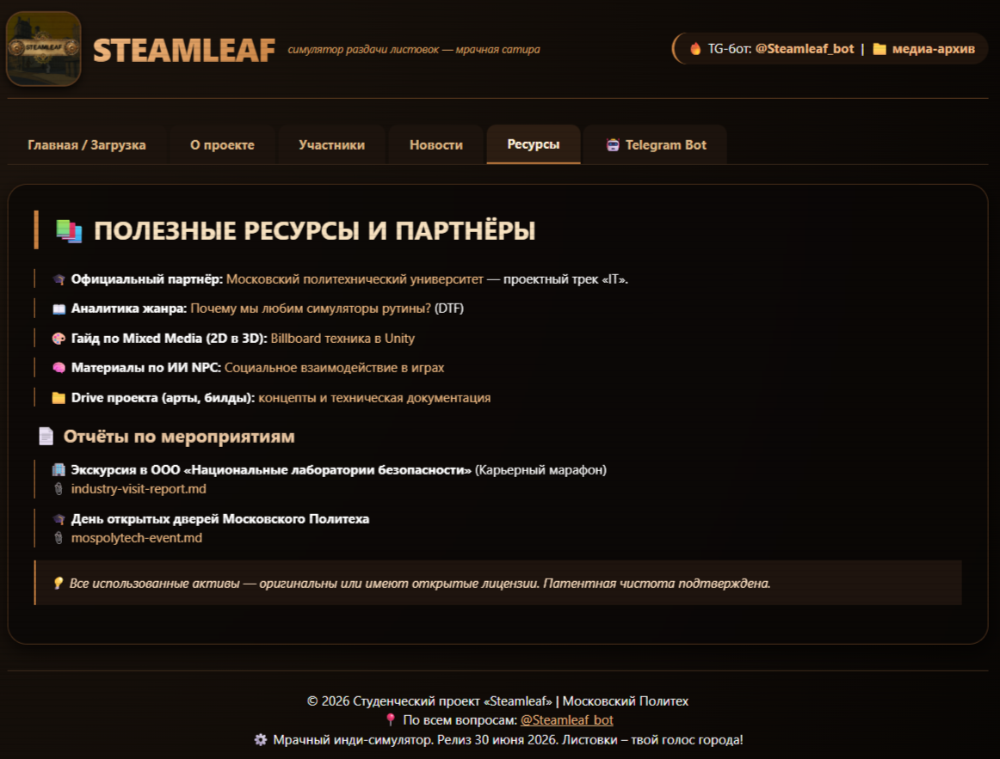 STEAMLEAF
STEAMLEAF
симулятор раздачи листовок — мрачная сатира
TG-бот: @Steamleaf_bot | медиа-архив
Главная / Загрузка
О проекте
Участники
Новости
Ресурсы
Telegram Bot
ПОЛЕЗНЫЕ РЕСУРСЫ И ПАРТНЁРЫ
Официальный партнёр: Московский политехнический университет — проектный трек «IT».
Аналитика жанра: Почему мы любим симуляторы рутины? (DTF)
Гайд по Mixed Media (2D в 3D): Billboard техника в Unity
Материалы по ИИ NPC: Социальное взаимодействие в играх
Drive проекта (арты, билды): концепты и техническая документация
Отчёты по мероприятиям
Экскурсия в ООО «Национальные лаборатории безопасности» (Карьерный марафон)
industry-visit-report.md
День открытых дверей Московского Политеха
mospolytech-event.md
Все использованные активы — оригинальны или имеют открытые лицензии. Патентная чистота подтверждена.
© 2026 Студенческий проект «Steamleaf» | Московский Политех
По всем вопросам: @Steamleaf_bot
Мрачный инди-симулятор. Релиз 30 июня 2026. Листовки – твой голос города!